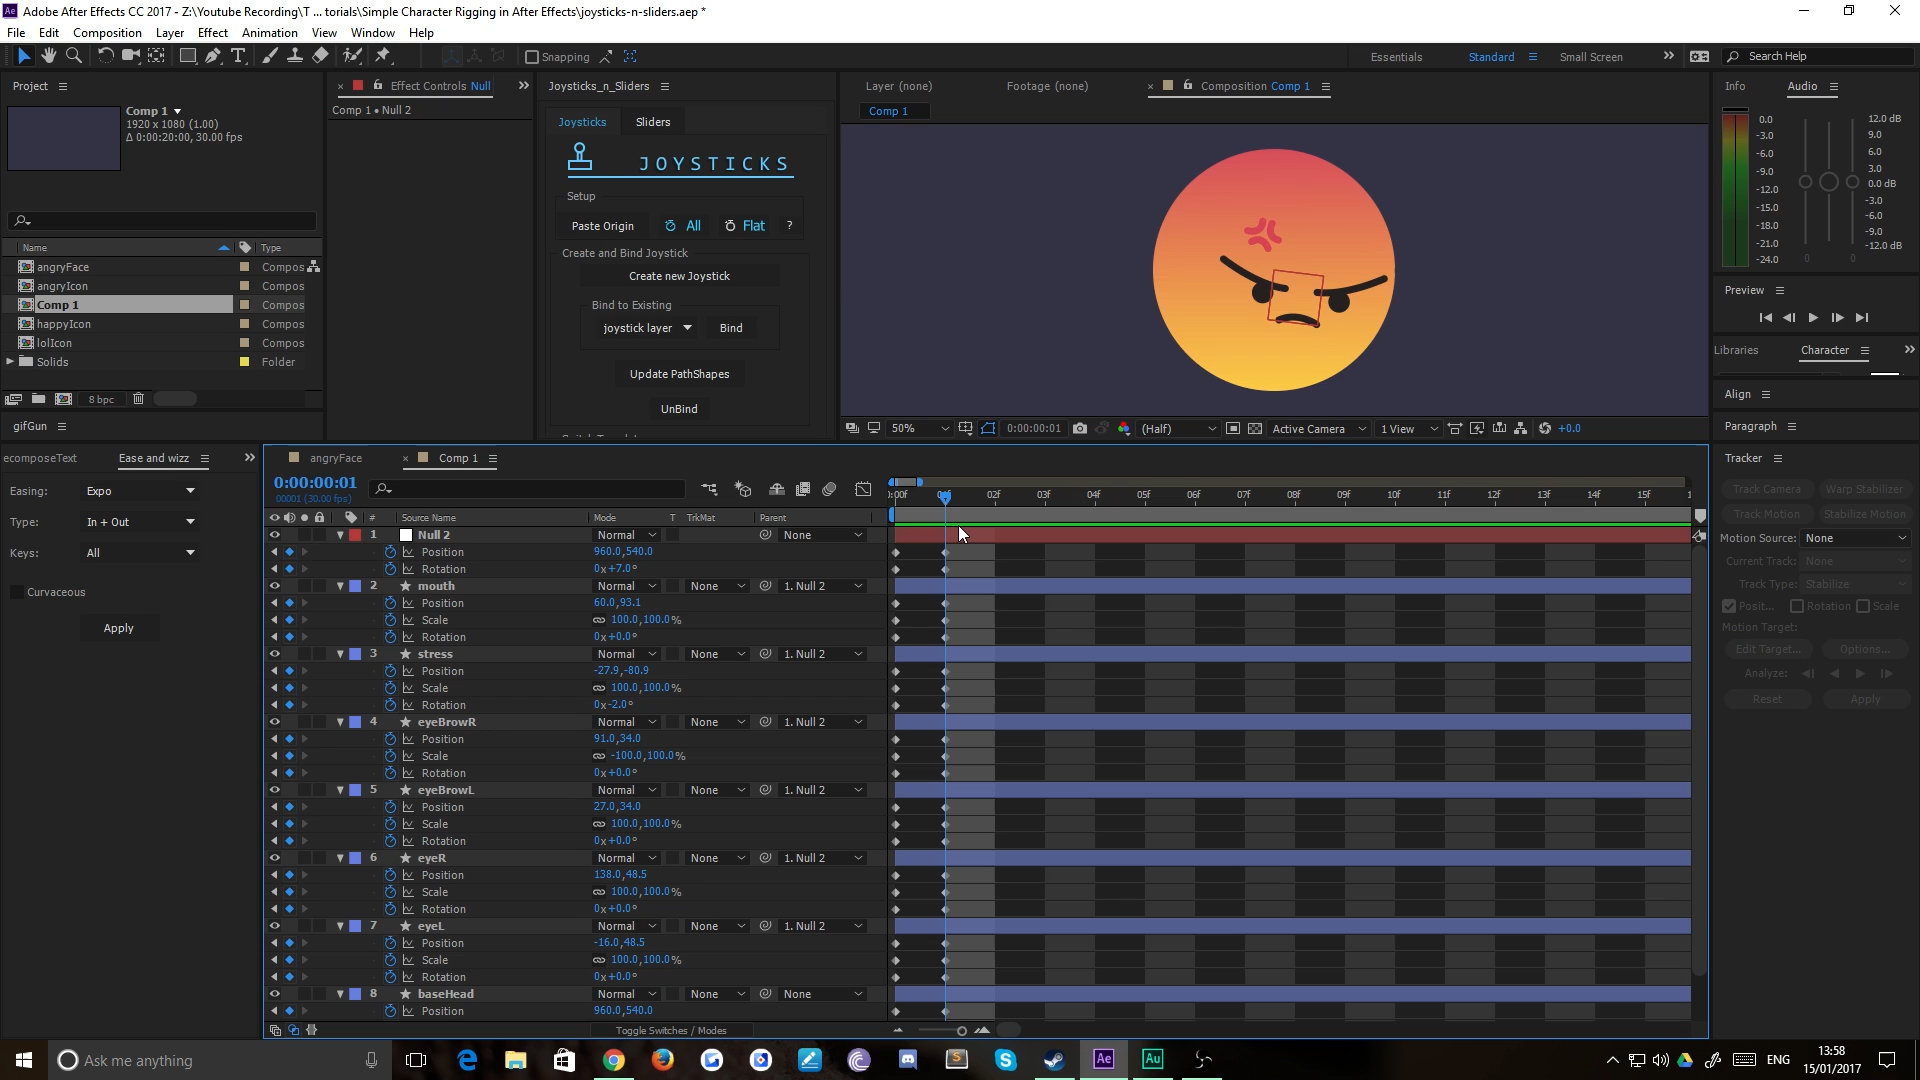 Adobe After Effects CC 2017 - Z:\Youtube Recording\T ... torials\Simple Character Rigging in After Effects\joysticks-n-sliders.aep *
File Edit Composition Layer Effect Animation View Window Help
Snapping Essentials Standard Small Screen Search Help
Project
Comp 1
1920 x 1080 (1.00)
Δ 0:00:20:00, 30.00 fps
Name Type
angryFace Compos
angryIcon Compos
Comp 1 Compos
happyIcon Compos
lolIcon Compos
Solids Folder
8 bpc
gifGun
Effect Controls Null
Comp 1 • Null 2
Joysticks_n_Sliders
Joysticks Sliders
JOYSTICKS
Setup
Paste Origin All Flat ?
Create and Bind Joystick
Create new Joystick
Bind to Existing
joystick layer Bind
Update PathShapes
UnBind
Layer (none) Footage (none) Composition Comp 1
Comp 1
50% 0:00:00:01 (Half) Active Camera 1 View +0.0
Info Audio
0.0 12.0 dB
-3.0 9.0
-6.0 6.0
-9.0 3.0
-12.0 0.0 dB
-15.0 -3.0
-18.0 -6.0
-21.0 -9.0
-24.0 -12.0 dB
0 0
Preview
Libraries Character
Align
Paragraph
Tracker
Track Camera Warp Stabilizer
Track Motion Stabilize Motion
Motion Source: None
Current Track: None
Track Type: Stabilize
Posit... Rotation Scale
Motion Target:
Edit Target... Options...
Analyze:
Reset Apply
ecomposeText Ease and wizz
Easing: Expo
Type: In + Out
Keys: All
Curvaceous
Apply
angryFace Comp 1
0:00:00:01
00001 (30.00 fps)
02f 03f 04f 05f 06f 07f 08f 09f 10f 11f 12f 13f 14f 15f
# Source Name Mode T TrkMat Parent
1 Null 2 Normal None
Position 960.0,540.0
Rotation 0x+7.0°
2 mouth Normal None 1. Null 2
Position 60.0,93.1
Scale 100.0,100.0%
Rotation 0x+0.0°
3 stress Normal None 1. Null 2
Position -27.9,-80.9
Scale 100.0,100.0%
Rotation 0x-2.0°
4 eyeBrowR Normal None 1. Null 2
Position 91.0,34.0
Scale -100.0,100.0%
Rotation 0x+0.0°
5 eyeBrowL Normal None 1. Null 2
Position 27.0,34.0
Scale 100.0,100.0%
Rotation 0x+0.0°
6 eyeR Normal None 1. Null 2
Position 138.0,48.5
Scale 100.0,100.0%
Rotation 0x+0.0°
7 eyeL Normal None 1. Null 2
Position -16.0,48.5
Scale 100.0,100.0%
Rotation 0x+0.0°
8 baseHead Normal None None
Position 960.0,540.0
Toggle Switches / Modes
Ask me anything
Ae Au
ENG
13:58
15/01/2017